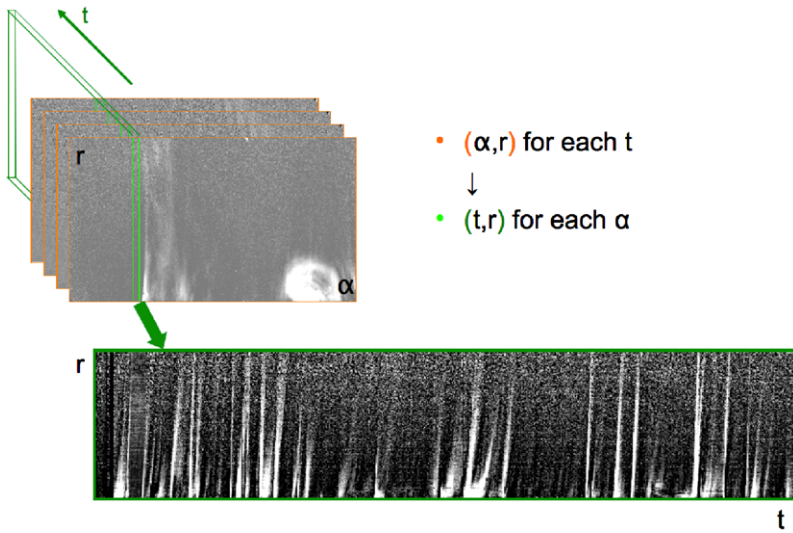 t
r
α
• (α,r) for each t
↓
• (t,r) for each α
r
t